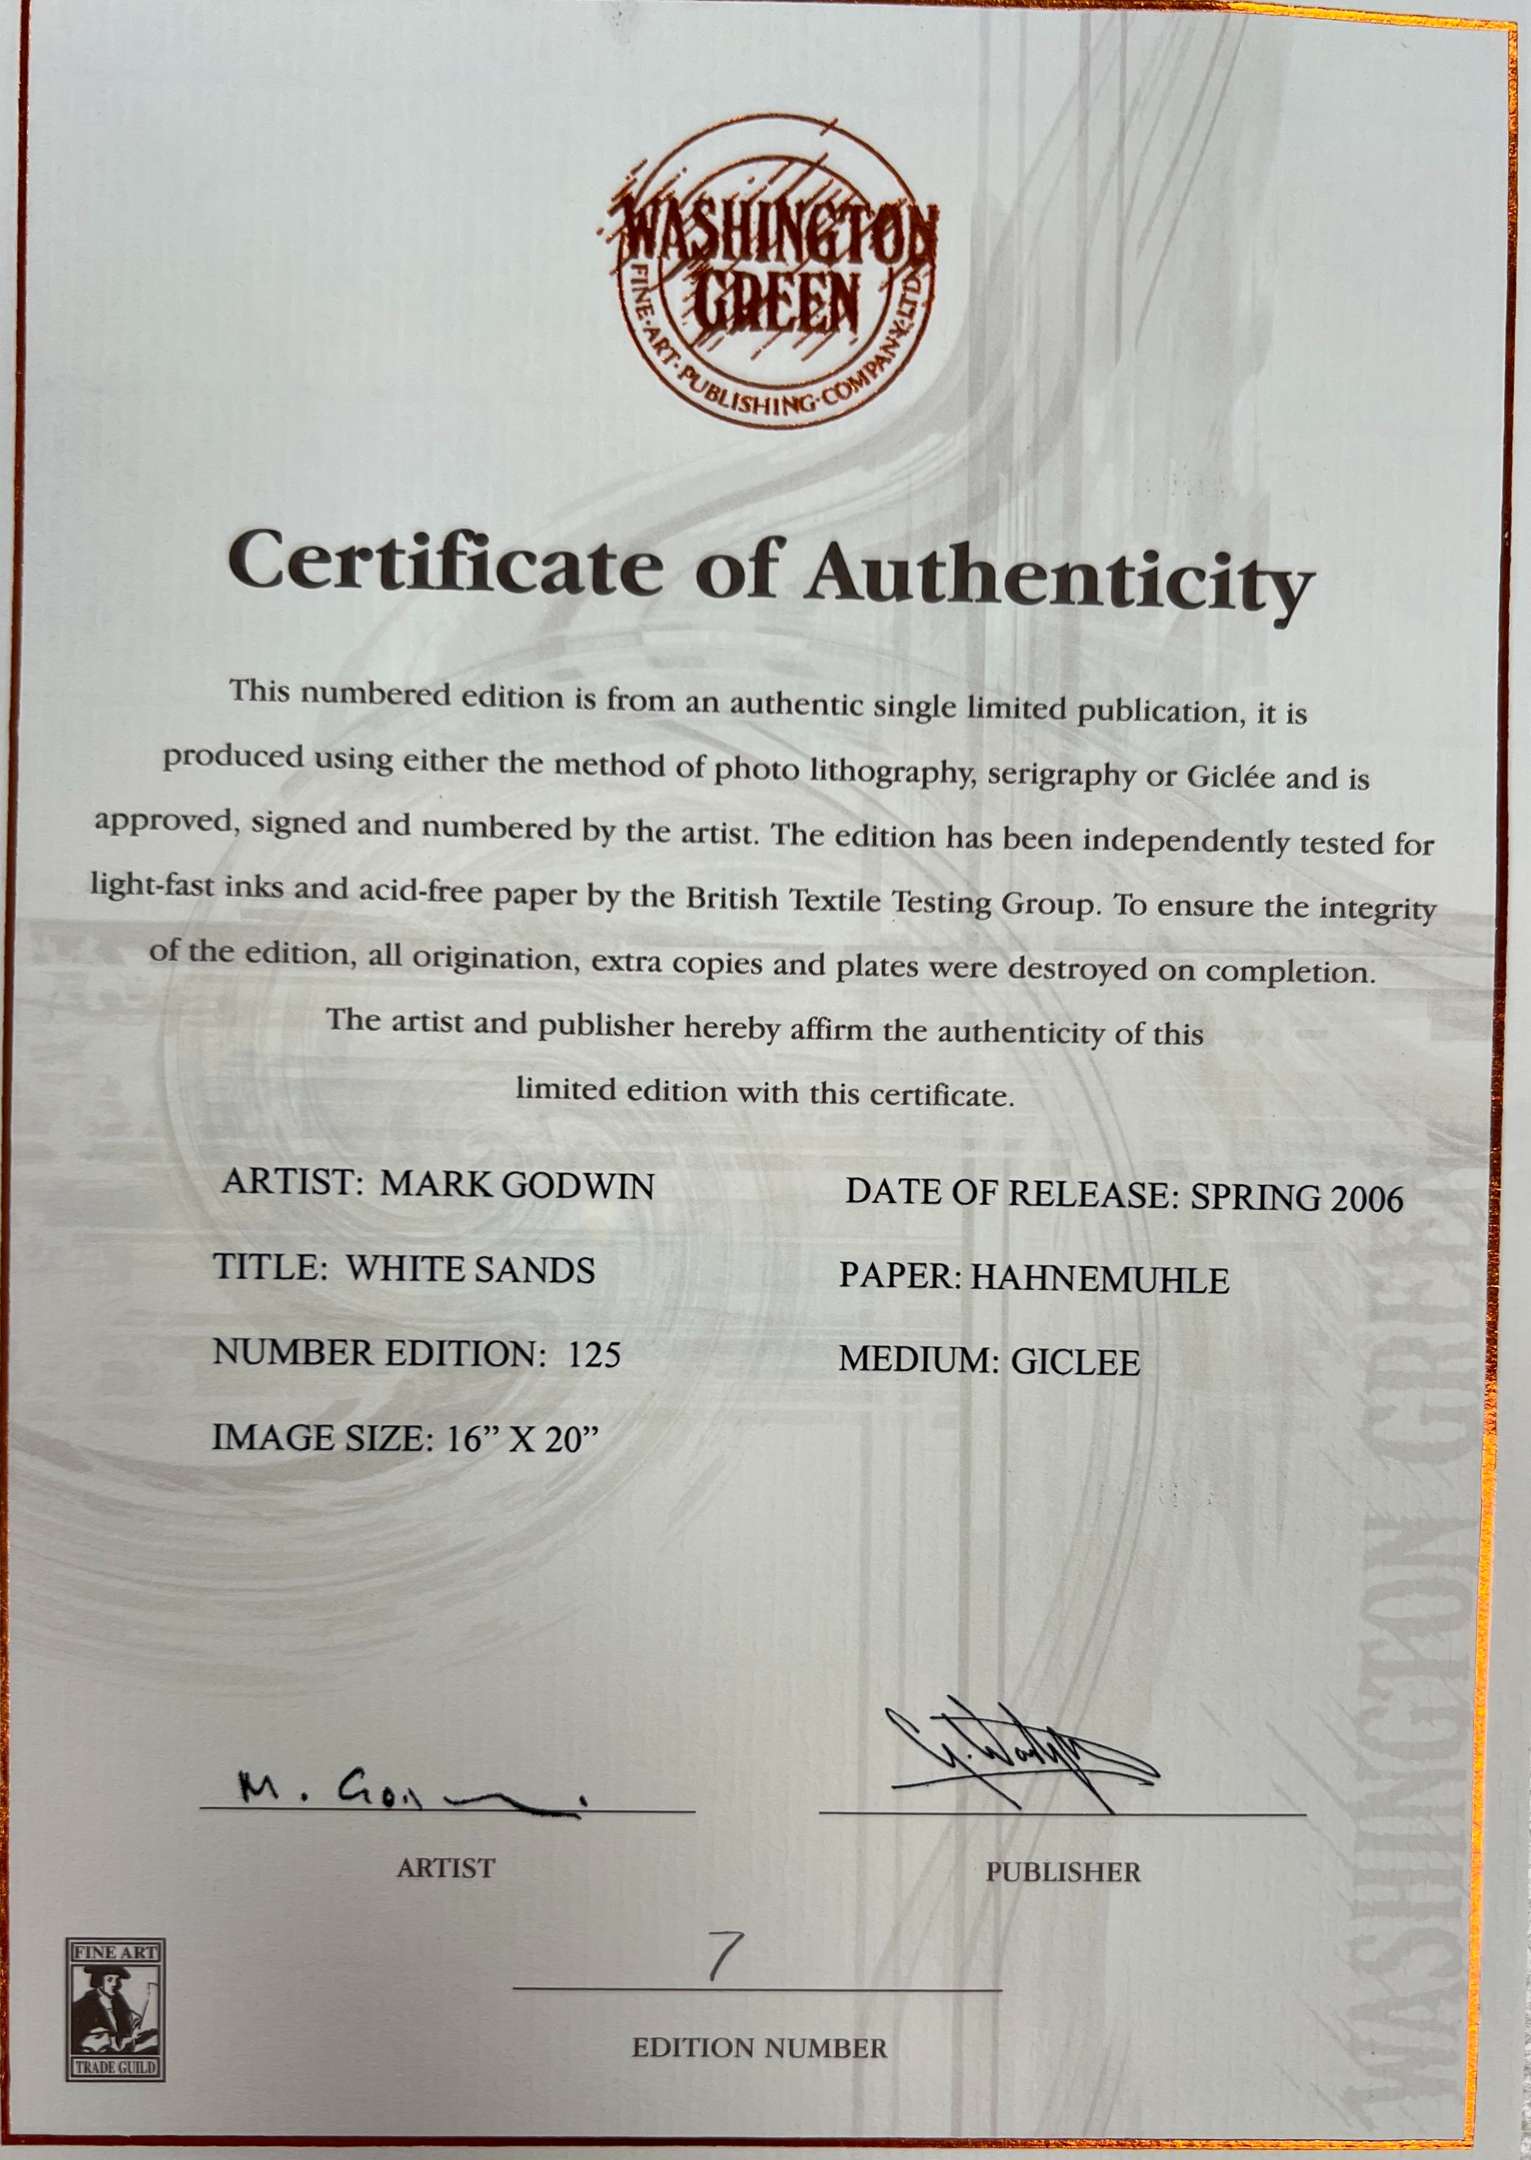 WASHINGTON
GREEN
FINE·ART·PUBLISHING·COMPANY·LTD
Certificate of Authenticity
This numbered edition is from an authentic single limited publication, it is
produced using either the method of photo lithography, serigraphy or Giclée and is
approved, signed and numbered by the artist. The edition has been independently tested for
light-fast inks and acid-free paper by the British Textile Testing Group. To ensure the integrity
of the edition, all origination, extra copies and plates were destroyed on completion.
The artist and publisher hereby affirm the authenticity of this
limited edition with this certificate.
ARTIST: MARK GODWIN
DATE OF RELEASE: SPRING 2006
TITLE: WHITE SANDS
PAPER: HAHNEMUHLE
NUMBER EDITION: 125
MEDIUM: GICLEE
IMAGE SIZE: 16” X 20”
WASHINGTON GREEN
M.
ARTIST
PUBLISHER
7
EDITION NUMBER
FINE ART
TRADE GUILD